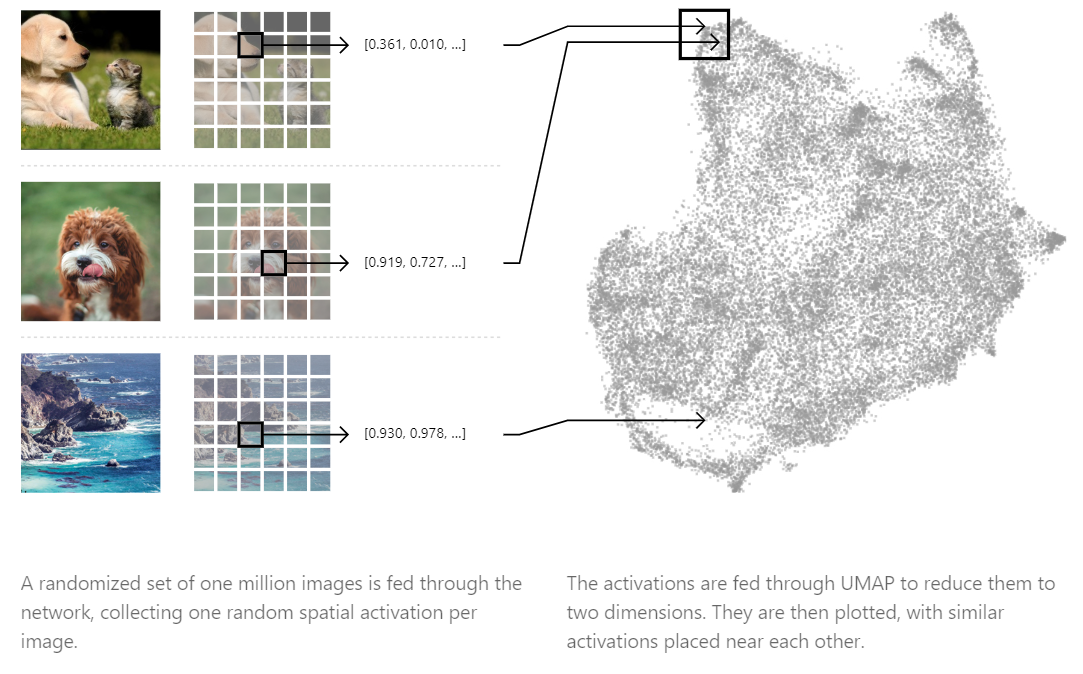 [0.361, 0.010, ...]
[0.919, 0.727, ...]
[0.930, 0.978, ...]
A randomized set of one million images is fed through the
network, collecting one random spatial activation per
image.
The activations are fed through UMAP to reduce them to
two dimensions. They are then plotted, with similar
activations placed near each other.